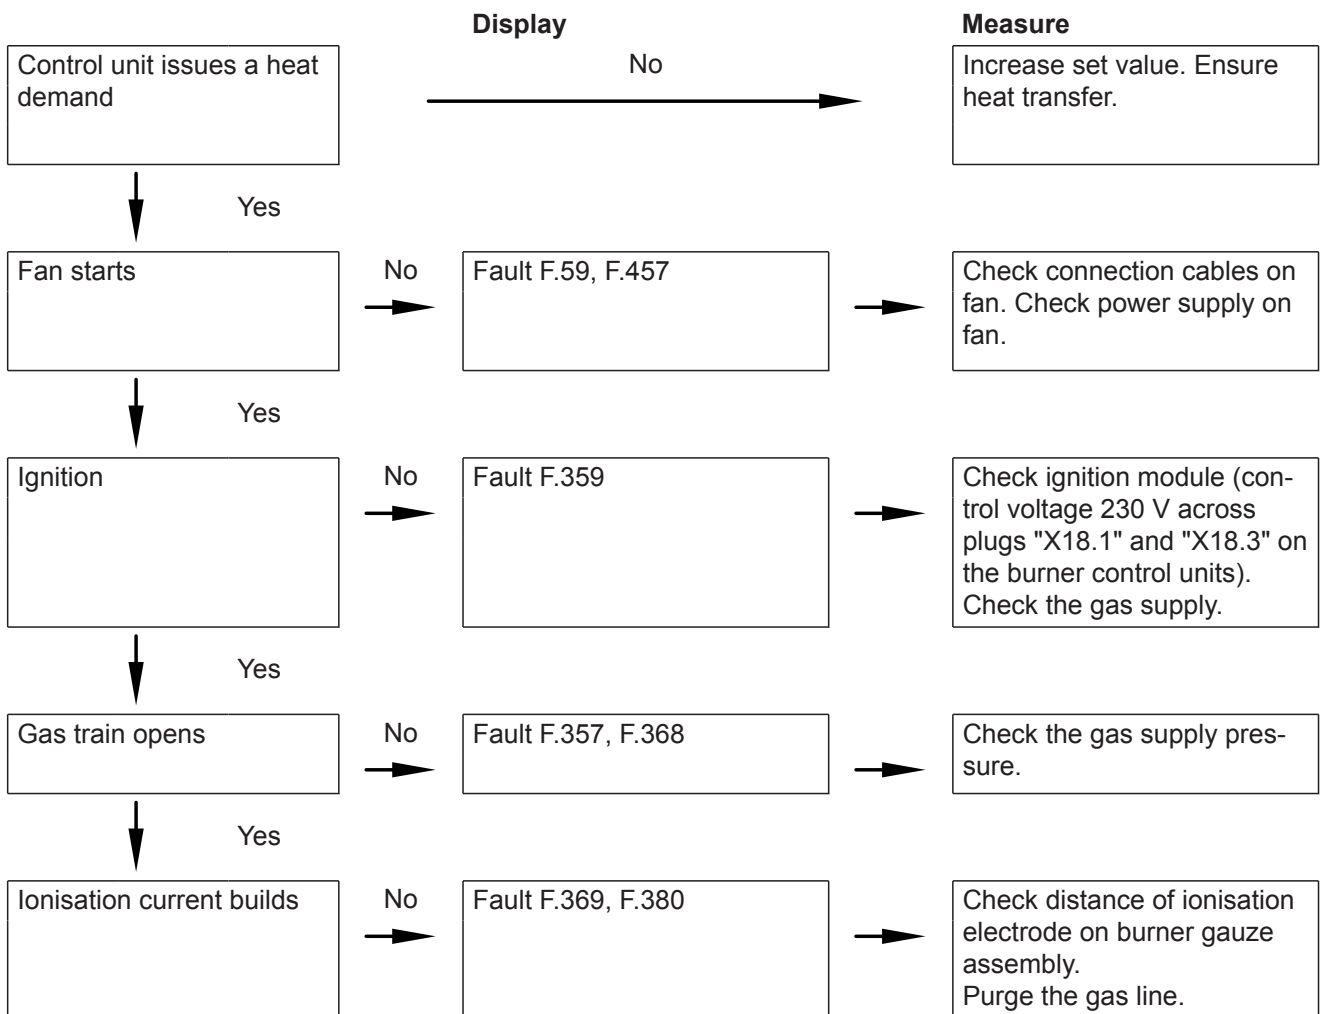 Display
Measure
Control unit issues a heat
demand
No
Increase set value. Ensure
heat transfer.
Yes
Fan starts
No
Fault F.59, F.457
Check connection cables on
fan. Check power supply on
fan.
Yes
Ignition
No
Fault F.359
Check ignition module (con-
trol voltage 230 V across
plugs "X18.1" and "X18.3" on
the burner control units).
Check the gas supply.
Yes
Gas train opens
No
Fault F.357, F.368
Check the gas supply pres-
sure.
Yes
Ionisation current builds
No
Fault F.369, F.380
Check distance of ionisation
electrode on burner gauze
assembly.
Purge the gas line.